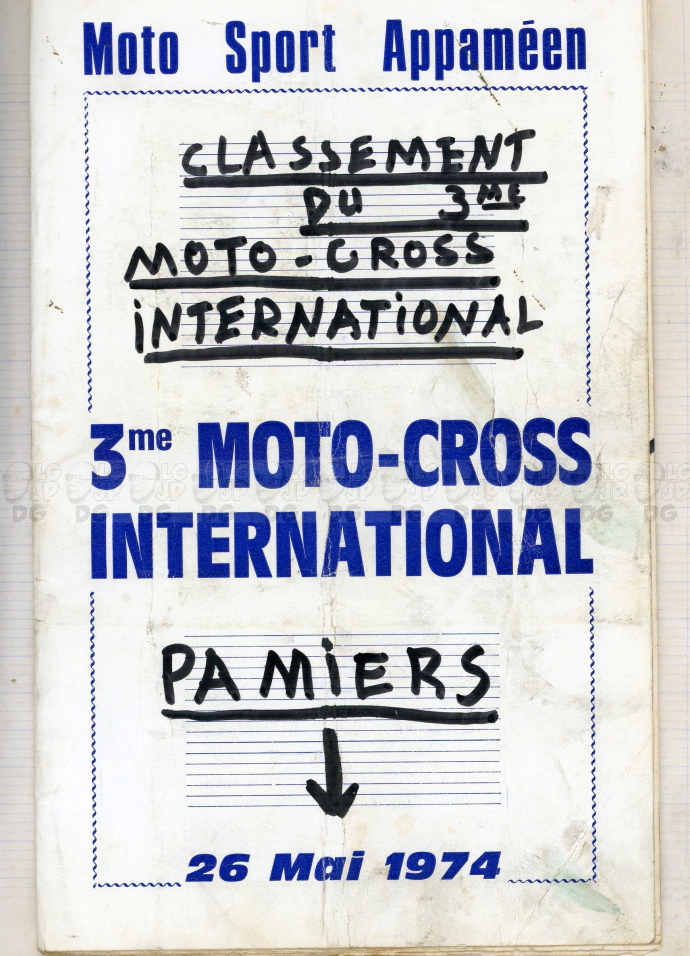 Moto Sport Appaméen
CLASSEMENT
DU 3ME
MOTO-CROSS
iNTERNATiONAL
3me MOTO-CROSS
INTERNATIONAL
PAMiERS
26 Mai 1974